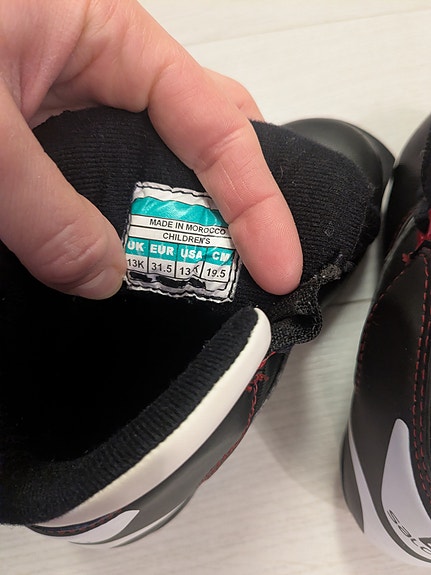 MADE IN MOROCCO
CHILDREN'S
UK EUR USA CM
13K 31.5 13.5 19.5